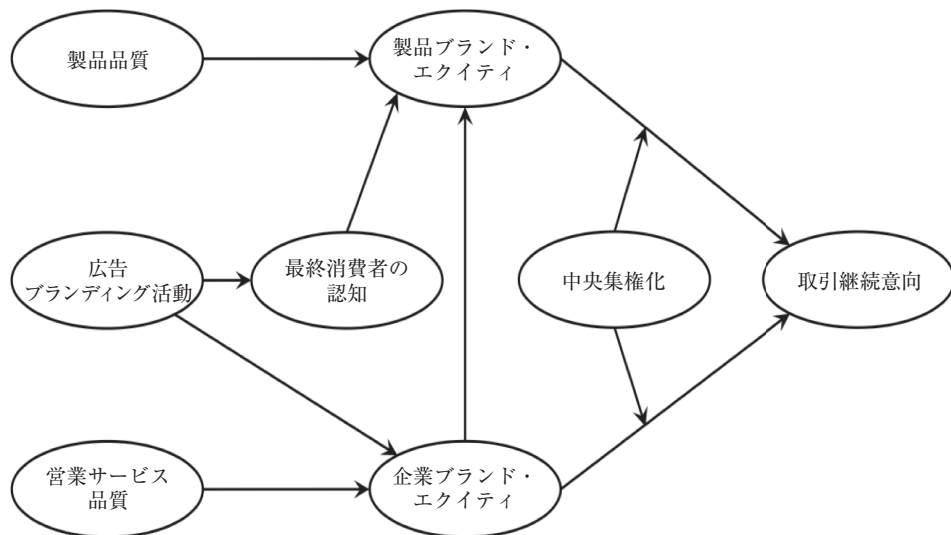 製品品質
製品ブランド・
エクイティ
広告
ブランディング活動
最終消費者の
認知
中央集権化
取引継続意向
営業サービス
品質
企業ブランド・
エクイティ